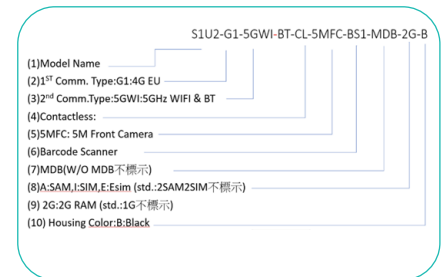 S1U2-G1-5GWI-BT-CL-5MFC-BS1-MDB-2G-B
(1)Model Name
(2)1ST Comm. Type:G1:4G EU
(3)2nd Comm.Type:5GWI:5GHz WIFI & BT
(4)Contactless:
(5)5MFC: 5M Front Camera
(6)Barcode Scanner
(7)MDB(W/O MDB不標示)
(8)A:SAM,I:SIM,E:Esim (std.:2SAM2SIM不標示)
(9) 2G:2G RAM (std.:1G不標示)
(10) Housing Color:B:Black